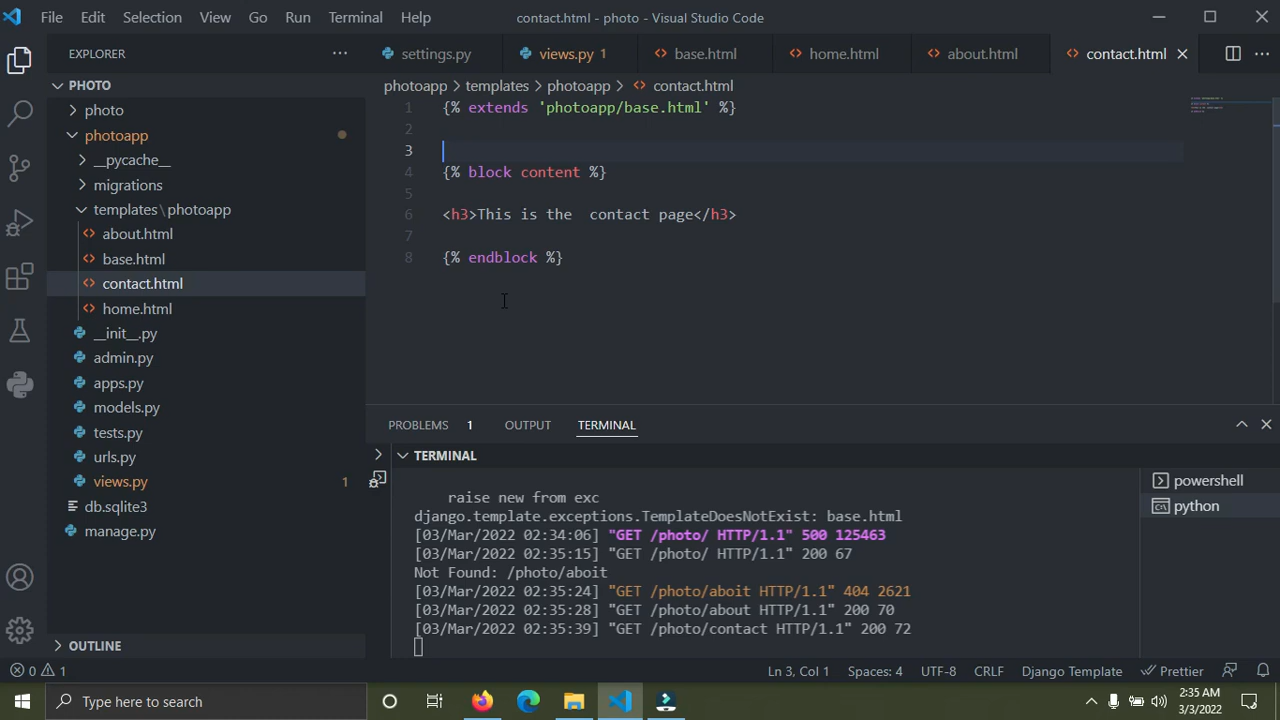 File Edit Selection View Go Run Terminal Help contact.html - photo - Visual Studio Code
EXPLORER
settings.py views.py 1 base.html home.html about.html contact.html
PHOTO
photo
photoapp
__pycache__
migrations
templates\photoapp
about.html
base.html
contact.html
home.html
__init__.py
admin.py
apps.py
models.py
tests.py
urls.py
views.py 1
db.sqlite3
manage.py
OUTLINE
photoapp > templates > photoapp > contact.html
1 {% extends 'photoapp/base.html' %}
2
3
4 {% block content %}
5
6 <h3>This is the  contact page</h3>
7
8 {% endblock %}
PROBLEMS 1 OUTPUT TERMINAL
TERMINAL
raise new from exc
django.template.exceptions.TemplateDoesNotExist: base.html
[03/Mar/2022 02:34:06] "GET /photo/ HTTP/1.1" 500 125463
[03/Mar/2022 02:35:15] "GET /photo/ HTTP/1.1" 200 67
Not Found: /photo/aboit
[03/Mar/2022 02:35:24] "GET /photo/aboit HTTP/1.1" 404 2621
[03/Mar/2022 02:35:28] "GET /photo/about HTTP/1.1" 200 70
[03/Mar/2022 02:35:39] "GET /photo/contact HTTP/1.1" 200 72
powershell
python
0 1 Ln 3, Col 1 Spaces: 4 UTF-8 CRLF Django Template Prettier
Type here to search
2:35 AM
3/3/2022